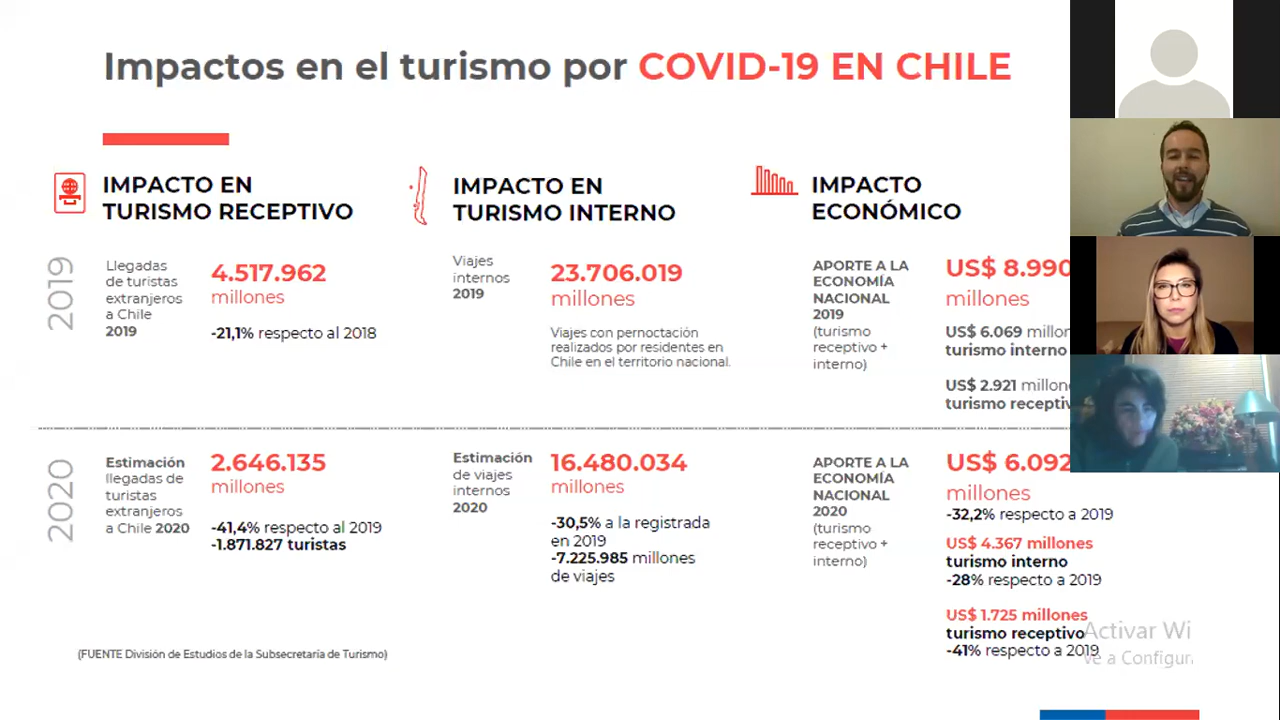 Impactos en el turismo por COVID-19 EN CHILE
IMPACTO EN
TURISMO RECEPTIVO
IMPACTO EN
TURISMO INTERNO
IMPACTO
ECONÓMICO
2019
Llegadas
de turistas
extranjeros
a Chile
2019
4.517.962
millones
-21,1% respecto al 2018
Viajes
internos
2019
23.706.019
millones
Viajes con pernoctación
realizados por residentes en
Chile en el territorio nacional.
APORTE A LA
ECONOMÍA
NACIONAL
2019
(turismo
receptivo +
interno)
US$ 8.990
millones
US$ 6.069
turismo interno
US$ 2.921
turismo
2020
Estimación
llegadas de
turistas
extranjeros
a Chile 2020
2.646.135
millones
-41,4% respecto al 2019
-1.871.827 turistas
Estimación
de viajes
internos
2020
16.480.034
millones
-30,5% a la registrada
en 2019
-7.225.985 millones
de viajes
APORTE A LA
ECONOMÍA
NACIONAL
2020
(turismo
receptivo +
interno)
US$ 6.092
millones
-32,2% respecto a 2019
US$ 4.367 millones
turismo interno
-28% respecto a 2019
US$ 1.725 millones
turismo receptivo
-41% respecto a 2019
Activar Wi
ve a Configur
(FUENTE División de Estudios de la Subsecretaría de Turismo)